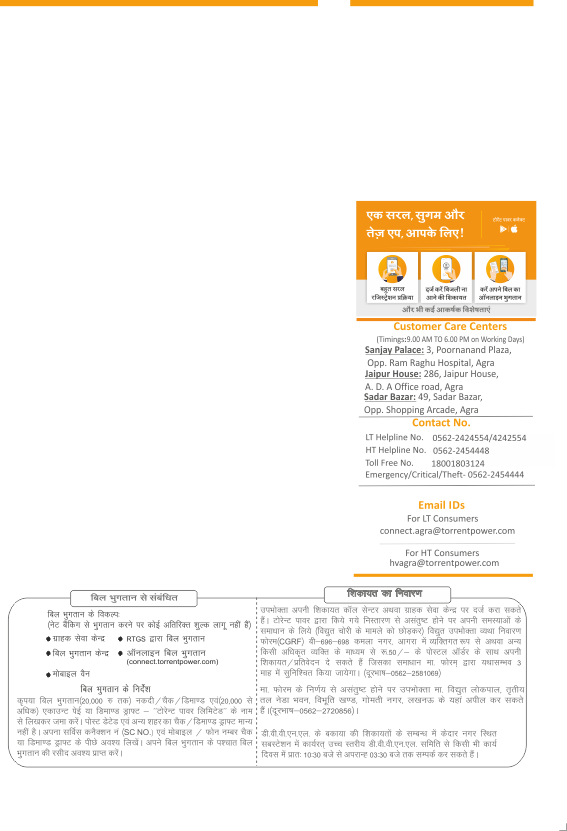 एक सरल, सुगम और
तेज़ एप, आपके लिए!
टोरेंट पावर कनेक्ट
बहुत सरल
रजिस्ट्रेशन प्रक्रिया
दर्ज करें बिजली ना
आने की शिकायत
करें अपने बिल का
ऑनलाइन भुगतान
और भी कई आकर्षक विशेषताएं
Customer Care Centers
(Timings:9.00 AM TO 6.00 PM on Working Days)
Sanjay Palace: 3, Poornanand Plaza,
Opp. Ram Raghu Hospital, Agra
Jaipur House: 286, Jaipur House,
A. D. A Office road, Agra
Sadar Bazar: 49, Sadar Bazar,
Opp. Shopping Arcade, Agra
Contact No.
LT Helpline No. 0562-2424554/4242554
HT Helpline No. 0562-2454448
Toll Free No. 18001803124
Emergency/Critical/Theft- 0562-2454444
Email IDs
For LT Consumers
connect.agra@torrentpower.com
For HT Consumers
hvagra@torrentpower.com
बिल भुगतान से संबंधित
बिल भुगतान के विकल्पः
(नेट बैंकिग से भुगतान करने पर कोई अतिरिक्त शुल्क लागू नहीं है)
ग्राहक सेवा केन्द्र RTGS द्वारा बिल भुगतान
बिल भुगतान केन्द्र ऑनलाइन बिल भुगतान
(connect.torrentpower.com)
मोबाइल वैन
बिल भुगतान के निर्देश
कृपया बिल भुगतान(20,000 रु तक) नकदी/चैक/डिमाण्ड एवं(20,000 से
अधिक) एकाउन्ट पेई या डिमाण्ड ड्राफ्ट – "टोरेन्ट पावर लिमिटेड" के नाम
से लिखकर जमा करें। पोस्ट डेटेड एवं अन्य शहर का चैक/डिमाण्ड ड्राफ्ट मान्य
नहीं है। अपना सर्विस कनैक्शन नं (SC NO.) एवं मोबाइल / फोन नम्बर चैक
या डिमाण्ड ड्राफ्ट के पीछे अवश्य लिखें। अपने बिल भुगतान के पश्चात बिल
भुगतान की रसीद अवश्य प्राप्त करें।
शिकायत का निवारण
उपभोक्ता अपनी शिकायत कॉल सेन्टर अथवा ग्राहक सेवा केन्द्र पर दर्ज करा सकते
हैं। टोरेन्ट पावर द्वारा किये गये निस्तारण से असंतुष्ट होने पर अपनी समस्याओ के
समाधान के लिये (विद्युत चोरी के मामले को छोडकर) विद्युत उपभोक्ता व्यथा निवारण
फोरम(CGRF) बी–696–698 कमला नगर, आगरा में व्यक्तिगत रूप से अथवा अन्य
किसी अधिकृत व्यक्ति के माध्यम से रू.50/– के पोस्टल ऑर्डर के साथ अपनी
शिकायत/प्रतिवेदन दे सकते हैं जिसका समाधान मा. फोरम् द्वारा यथासम्भव 3
माह में सुनिश्चित किया जायेगा। (दूरभाष–0562–2581069)
मा. फोरम के निर्णय से असंतुष्ट होने पर उपभोक्ता मा. विद्युत लोकपाल, तृतीय
तल नेडा भवन, विभूति खण्ड, गोमती नगर, लखनऊ के यहां अपील कर सकते
हैं।(दूरभाष–0562–2720856)।
डी.वी.वी.एन.एल. के बकाया की शिकायतों के सम्बन्ध में केदार नगर स्थित
सबस्टेशन में कार्यरत् उच्च स्तरीय डी.वी.वी.एन.एल. समिति से किसी भी कार्य
दिवस में प्रातः 10:30 बजे से अपरान्ह 03:30 बजे तक सम्पर्क कर सकते हैं।